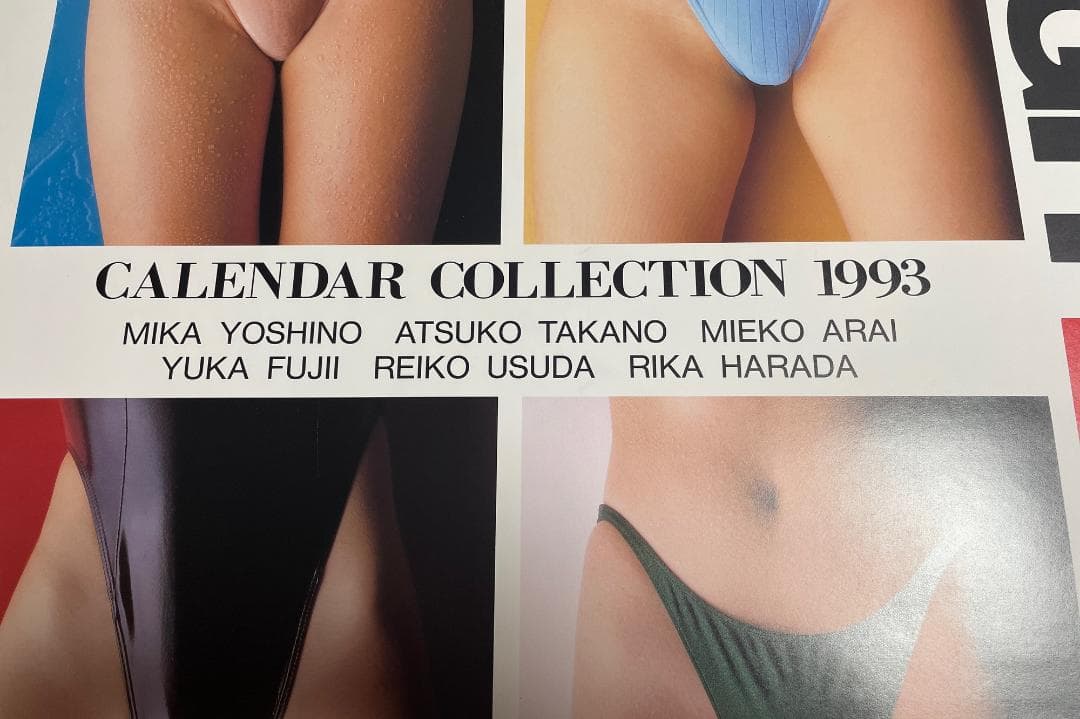 CALENDAR COLLECTION 1993
MIKA YOSHINO ATSUKO TAKANO MIEKO ARAI
YUKA FUJII REIKO USUDA RIKA HARADA